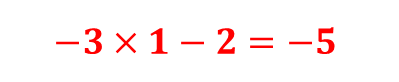 −3 × 1 − 2 = −5